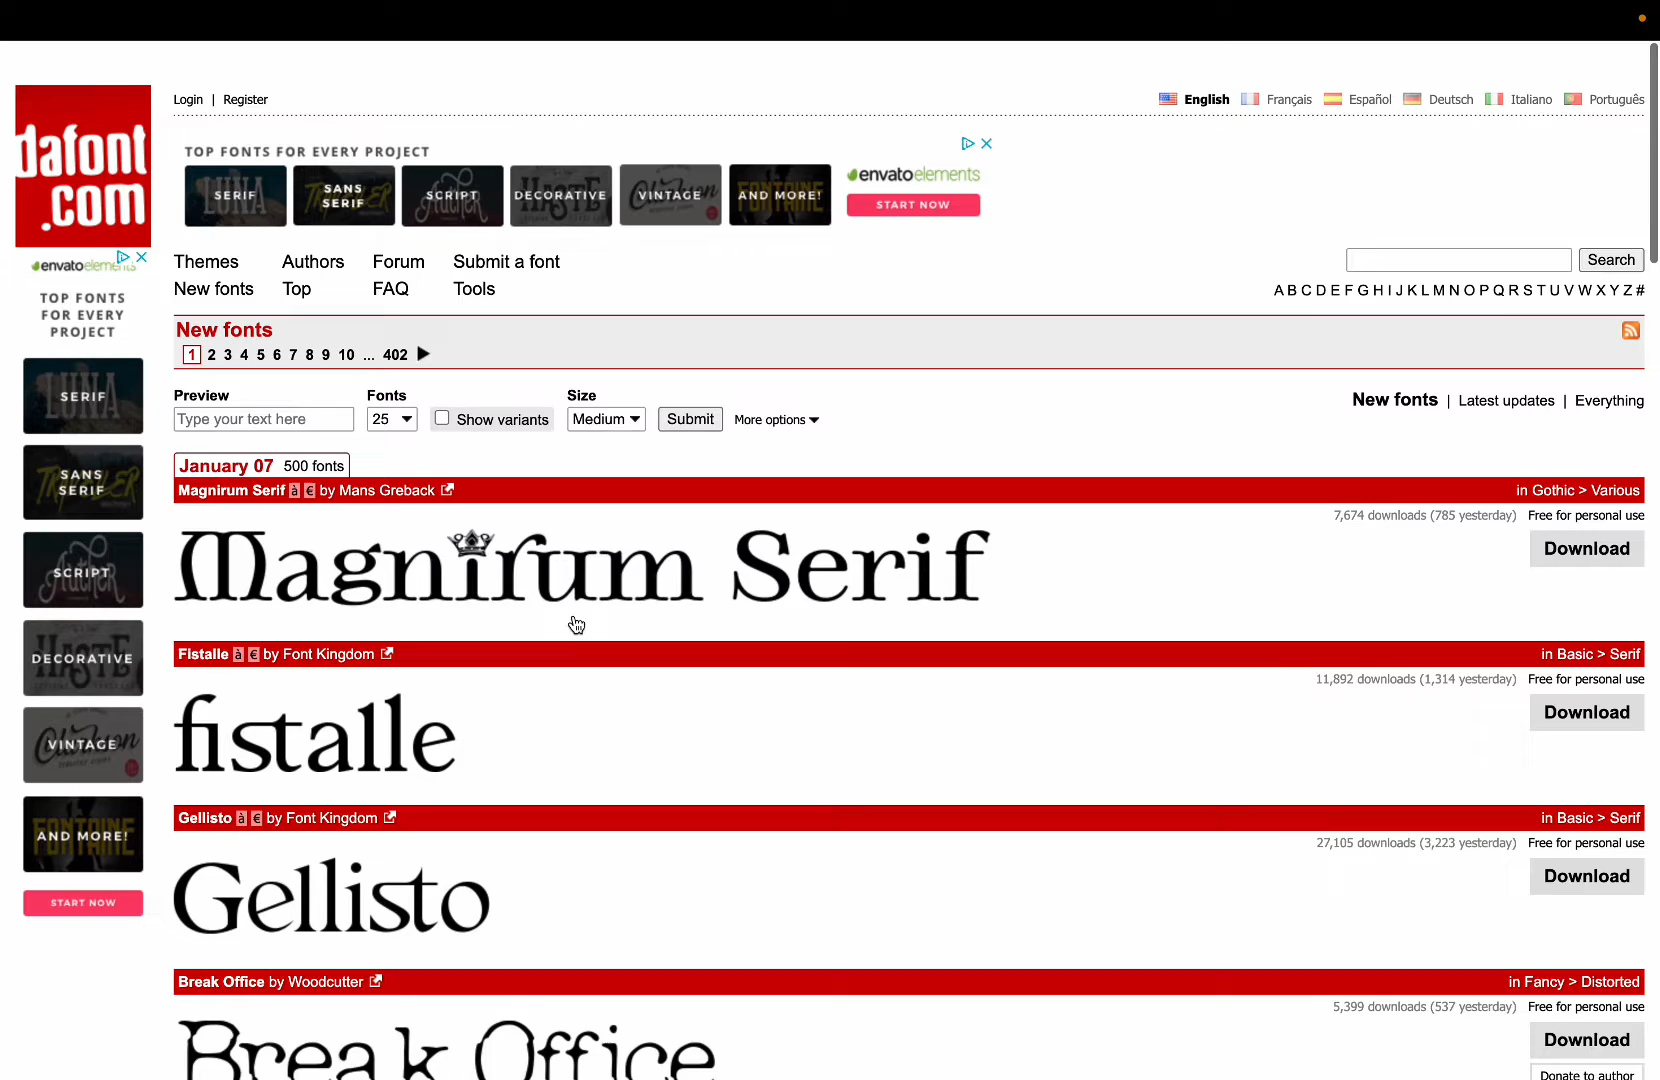 Login | Register
English Français Español Deutsch Italiano Português
dafont
.com
TOP FONTS FOR EVERY PROJECT
SERIF
SANS
SERIF
SCRIPT
DECORATIVE
VINTAGE
AND MORE!
envatoelements
START NOW
Themes Authors Forum Submit a font
New fonts Top FAQ Tools
Search
A B C D E F G H I J K L M N O P Q R S T U V W X Y Z #
envatoelements
TOP FONTS
FOR EVERY
PROJECT
SERIF
SANS
SERIF
SCRIPT
DECORATIVE
VINTAGE
AND MORE!
START NOW
New fonts
1 2 3 4 5 6 7 8 9 10 ... 402
Preview Fonts Size
Type your text here 25 Show variants Medium Submit More options
New fonts | Latest updates | Everything
January 07 500 fonts
Magnirum Serif à € by Mans Greback in Gothic > Various
7,674 downloads (785 yesterday) Free for personal use
Magnirum Serif
Download
Fistalle à € by Font Kingdom in Basic > Serif
11,892 downloads (1,314 yesterday) Free for personal use
fistalle
Download
Gellisto à € by Font Kingdom in Basic > Serif
27,105 downloads (3,223 yesterday) Free for personal use
Gellisto
Download
Break Office by Woodcutter in Fancy > Distorted
5,399 downloads (537 yesterday) Free for personal use
Break Office
Download
Donate to author